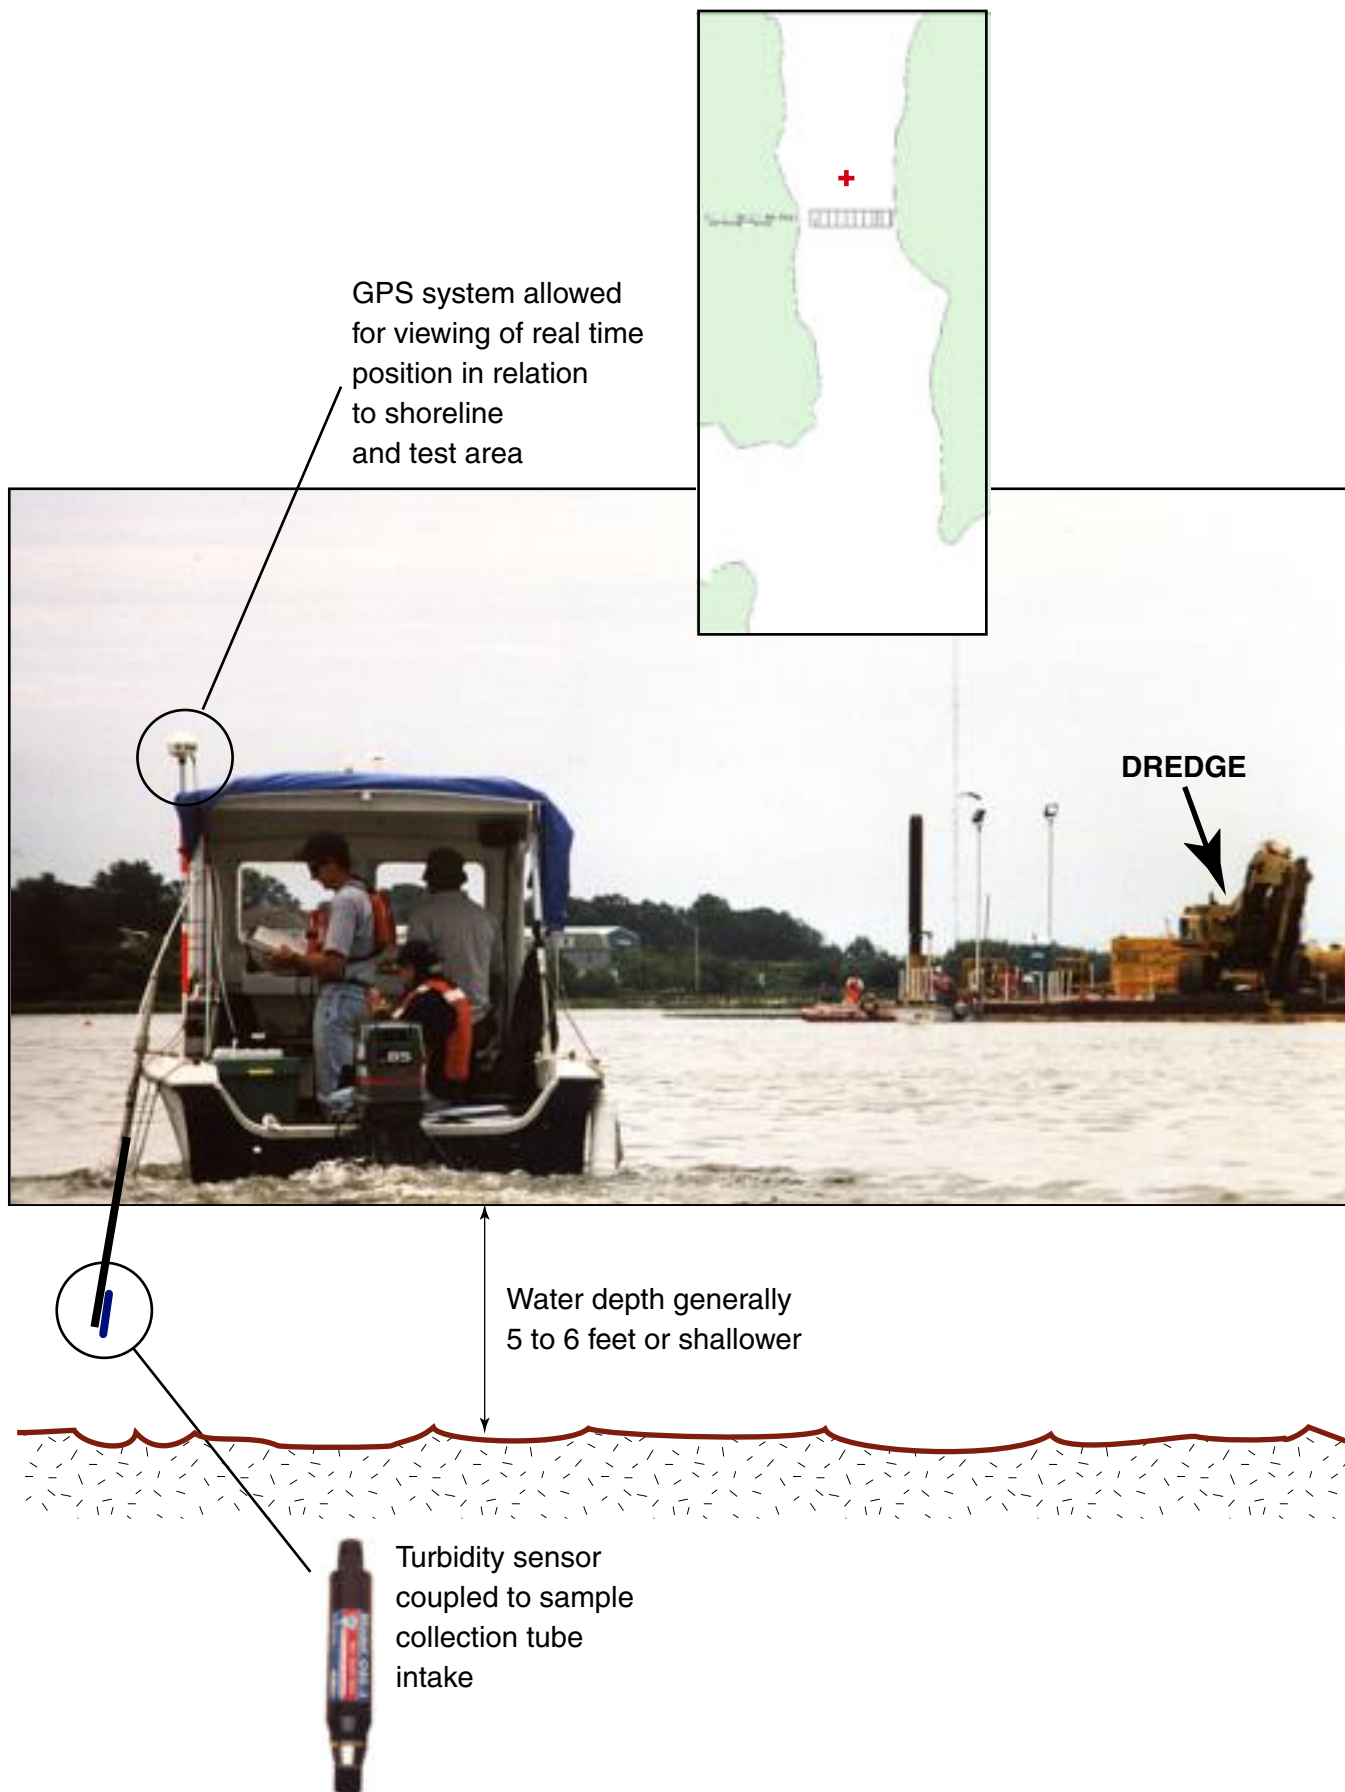 GPS system allowed
for viewing of real time
position in relation
to shoreline
and test area
DREDGE
85
Water depth generally
5 to 6 feet or shallower
Turbidity sensor
coupled to sample
collection tube
intake